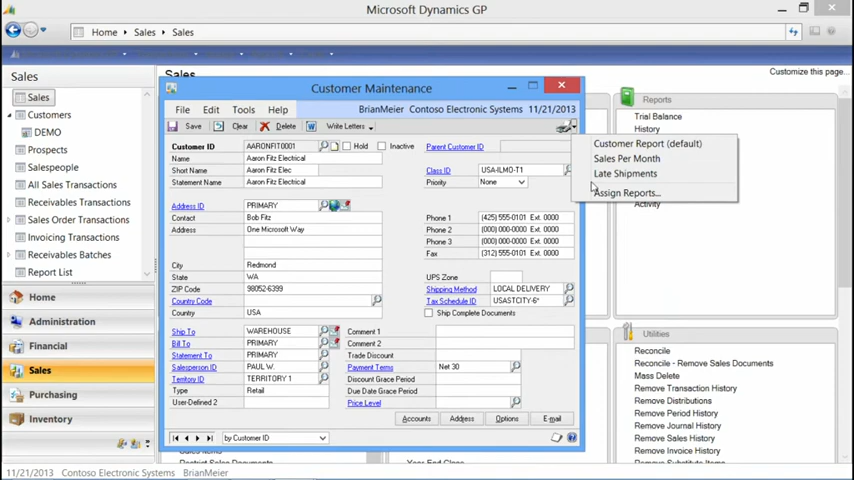 Microsoft Dynamics GP
Home
Sales
Sales
Customize this page...
Sales
Sales
Customers
DEMO
Prospects
Salespeople
All Sales Transactions
Receivables Transactions
Sales Order Transactions
Invoicing Transactions
Receivables Batches
Report List
Home
Administration
Financial
Sales
Purchasing
Inventory
Sales
Customer Maintenance
File Edit Tools Help
BrianMeier Contoso Electronic Systems 11/21/2013
Save Clear Delete Write Letters
Customer ID AARONFIT0001 Hold Inactive Parent Customer ID
Name Aaron Fitz Electrical
Short Name Aaron Fitz Elec Class ID USA-ILMO-T1
Statement Name Aaron Fitz Electrical Priority None
Address ID PRIMARY
Contact Bob Fitz Phone 1 (425) 555-0101 Ext. 0000
Address One Microsoft Way Phone 2 (000) 000-0000 Ext. 0000
Phone 3 (000) 000-0000 Ext. 0000
Fax (312) 555-0101 Ext. 0000
City Redmond
State WA UPS Zone
ZIP Code 98052-6399 Shipping Method LOCAL DELIVERY
Country Code Tax Schedule ID USASTCITY-6*
Country USA Ship Complete Documents
Ship To WAREHOUSE Comment 1
Bill To PRIMARY Comment 2
Statement To PRIMARY Trade Discount
Salesperson ID PAUL W. Payment Terms Net 30
Territory ID TERRITORY 1 Discount Grace Period
Type Retail Due Date Grace Period
User-Defined 2 Price Level
Accounts Address Options E-mail
by Customer ID
Customer Report (default)
Sales Per Month
Late Shipments
Assign Reports...
Reports
Trial Balance
History
Activity
Utilities
Reconcile
Reconcile - Remove Sales Documents
Mass Delete
Remove Transaction History
Remove Distributions
Remove Period History
Remove Journal History
Remove Sales History
Remove Invoice History
Year End Close
11/21/2013 Contoso Electronic Systems BrianMeier